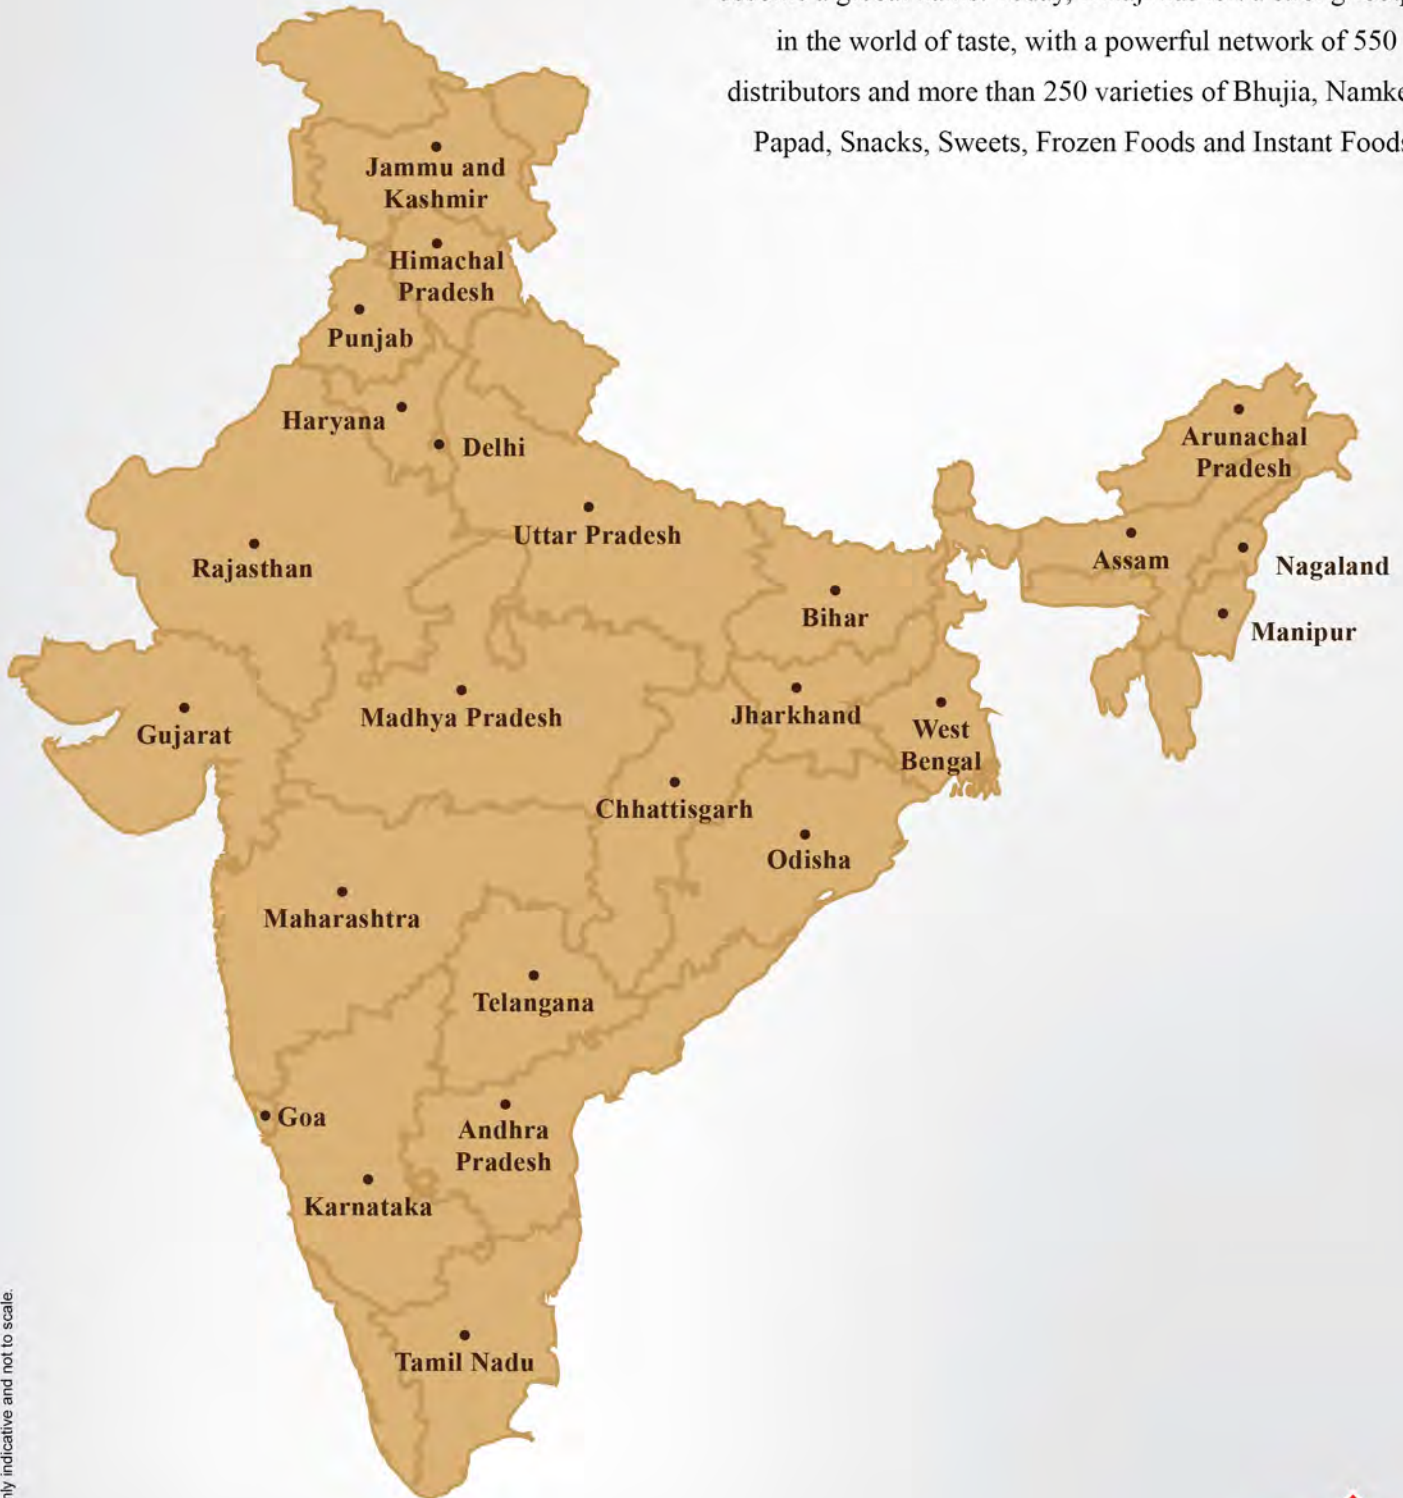 in the world of taste, with a powerful network of 550
distributors and more than 250 varieties of Bhujia,
Papad, Snacks, Sweets, Frozen Foods and Instant
Jammu and
Kashmir
Himachal
Pradesh
Punjab
Haryana
Delhi
Arunachal
Pradesh
Uttar Pradesh
Rajasthan
Assam
Nagaland
Bihar
Manipur
Madhya Pradesh
Jharkhand
Gujarat
West
Bengal
Chhattisgarh
Odisha
Maharashtra
Telangana
Goa
Andhra
Pradesh
Karnataka
Tamil Nadu
indicative and not to scale.